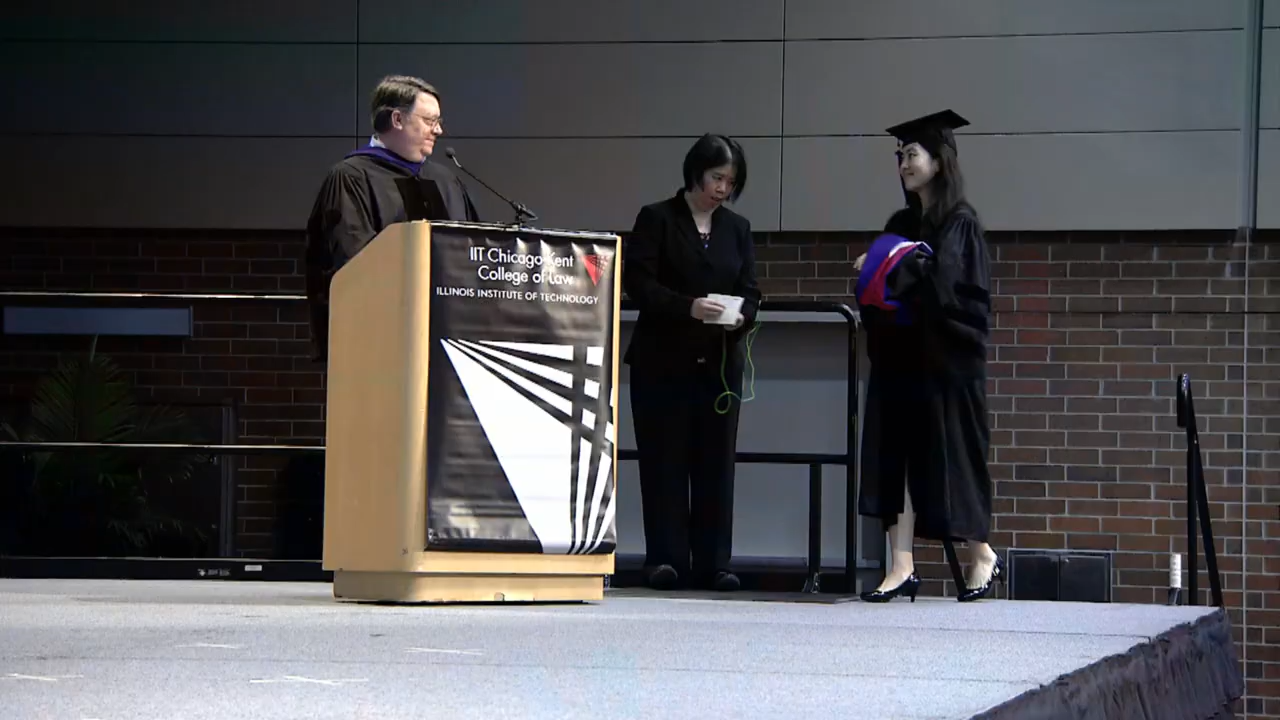 IIT Chicago-Kent
College of Law
ILLINOIS INSTITUTE OF TECHNOLOGY